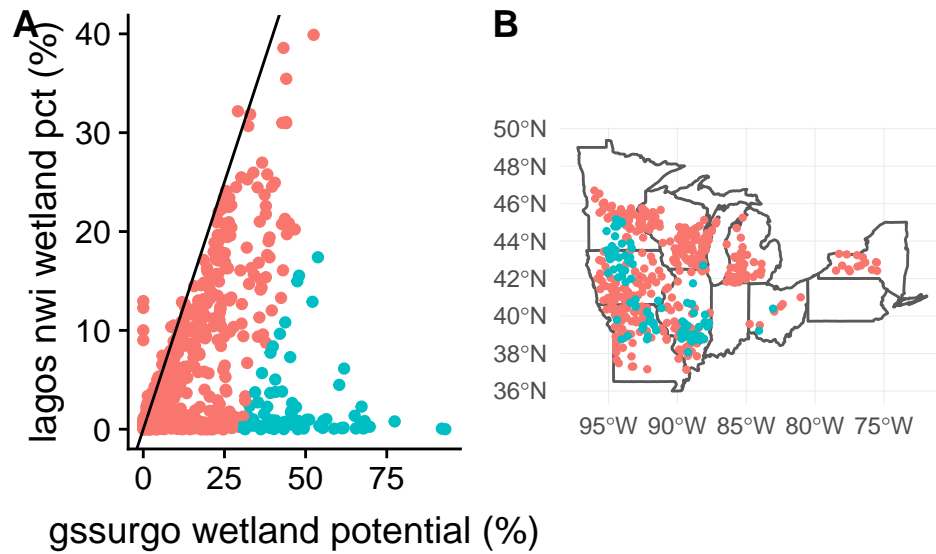 A
lagos nwi wetland pct (%)
40
30
20
10
0
0 25 50 75
gssurgo wetland potential (%)
B
50°N
48°N
46°N
44°N
42°N
40°N
38°N
36°N
95°W 90°W 85°W 80°W 75°W